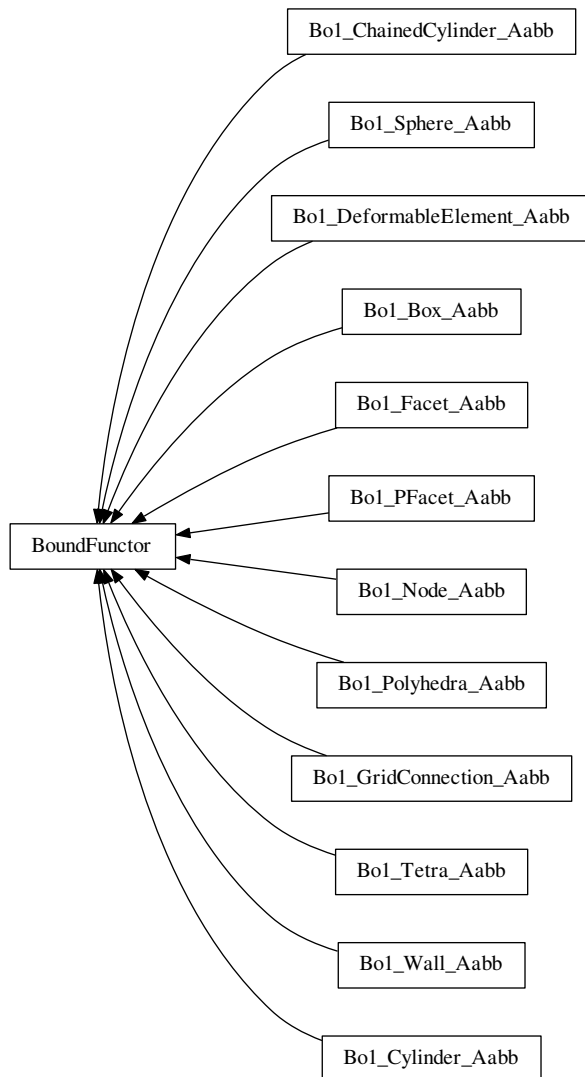 Bo1_ChainedCylinder_Aabb
Bo1_Sphere_Aabb
Bo1_DeformableElement_Aabb
Bo1_Box_Aabb
Bo1_Facet_Aabb
Bo1_PFacet_Aabb
BoundFunctor
Bo1_Node_Aabb
Bo1_Polyhedra_Aabb
Bo1_GridConnection_Aabb
Bo1_Tetra_Aabb
Bo1_Wall_Aabb
Bo1_Cylinder_Aabb